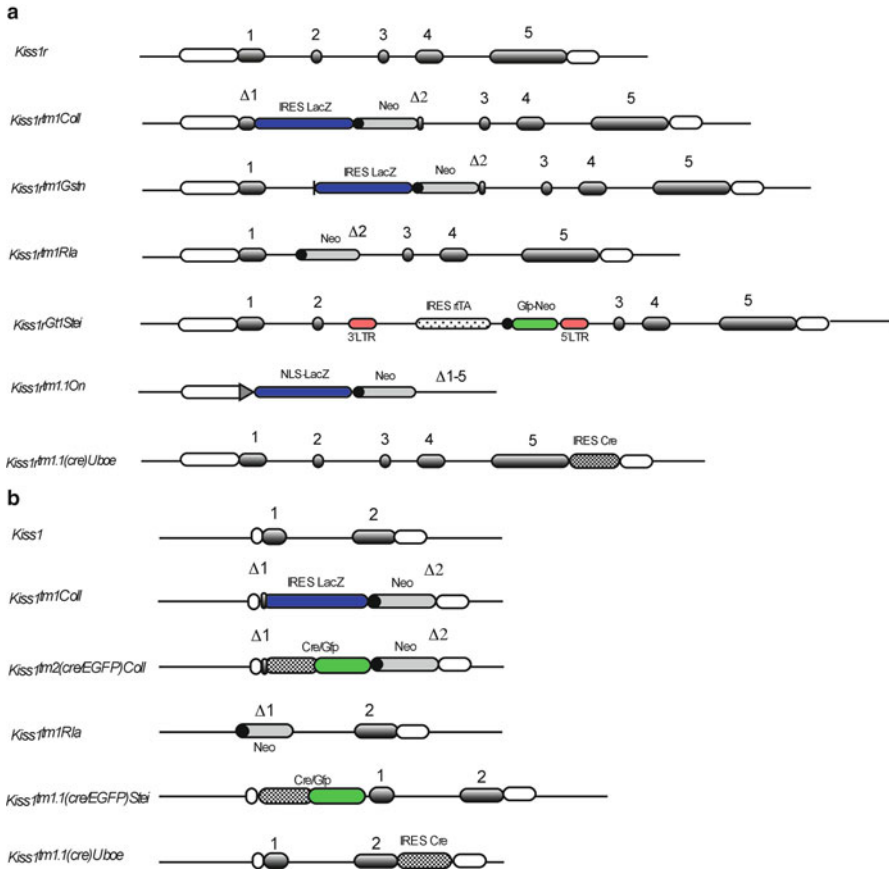 a
1 2 3 4 5
Kiss1r
Δ1 IRES LacZ Neo Δ2 3 4 5
Kiss1rtm1Coll
1 IRES LacZ Neo Δ2 3 4 5
Kiss1rtm1Gstn
1 Neo Δ2 3 4 5
Kiss1rtm1Rla
1 2 IRES rtTA Gfp-Neo 3 4 5
Kiss1rGt1Stei
3'LTR 5'LTR
NLS-LacZ Neo Δ1-5
Kiss1rtm1.1On
1 2 3 4 5 IRES Cre
Kiss1rtm1.1(cre)Uboe
b
1 2
Kiss1
Δ1 IRES LacZ Neo Δ2
Kiss1tm1Coll
Δ1 Cre/Gfp Neo Δ2
Kiss1tm2(cre/EGFP)Coll
Δ1 2
Kiss1tm1Rla
Neo
Cre/Gfp 1 2
Kiss1tm1.1(cre/EGFP)Stei
1 2 IRES Cre
Kiss1tm1.1(cre)Uboe